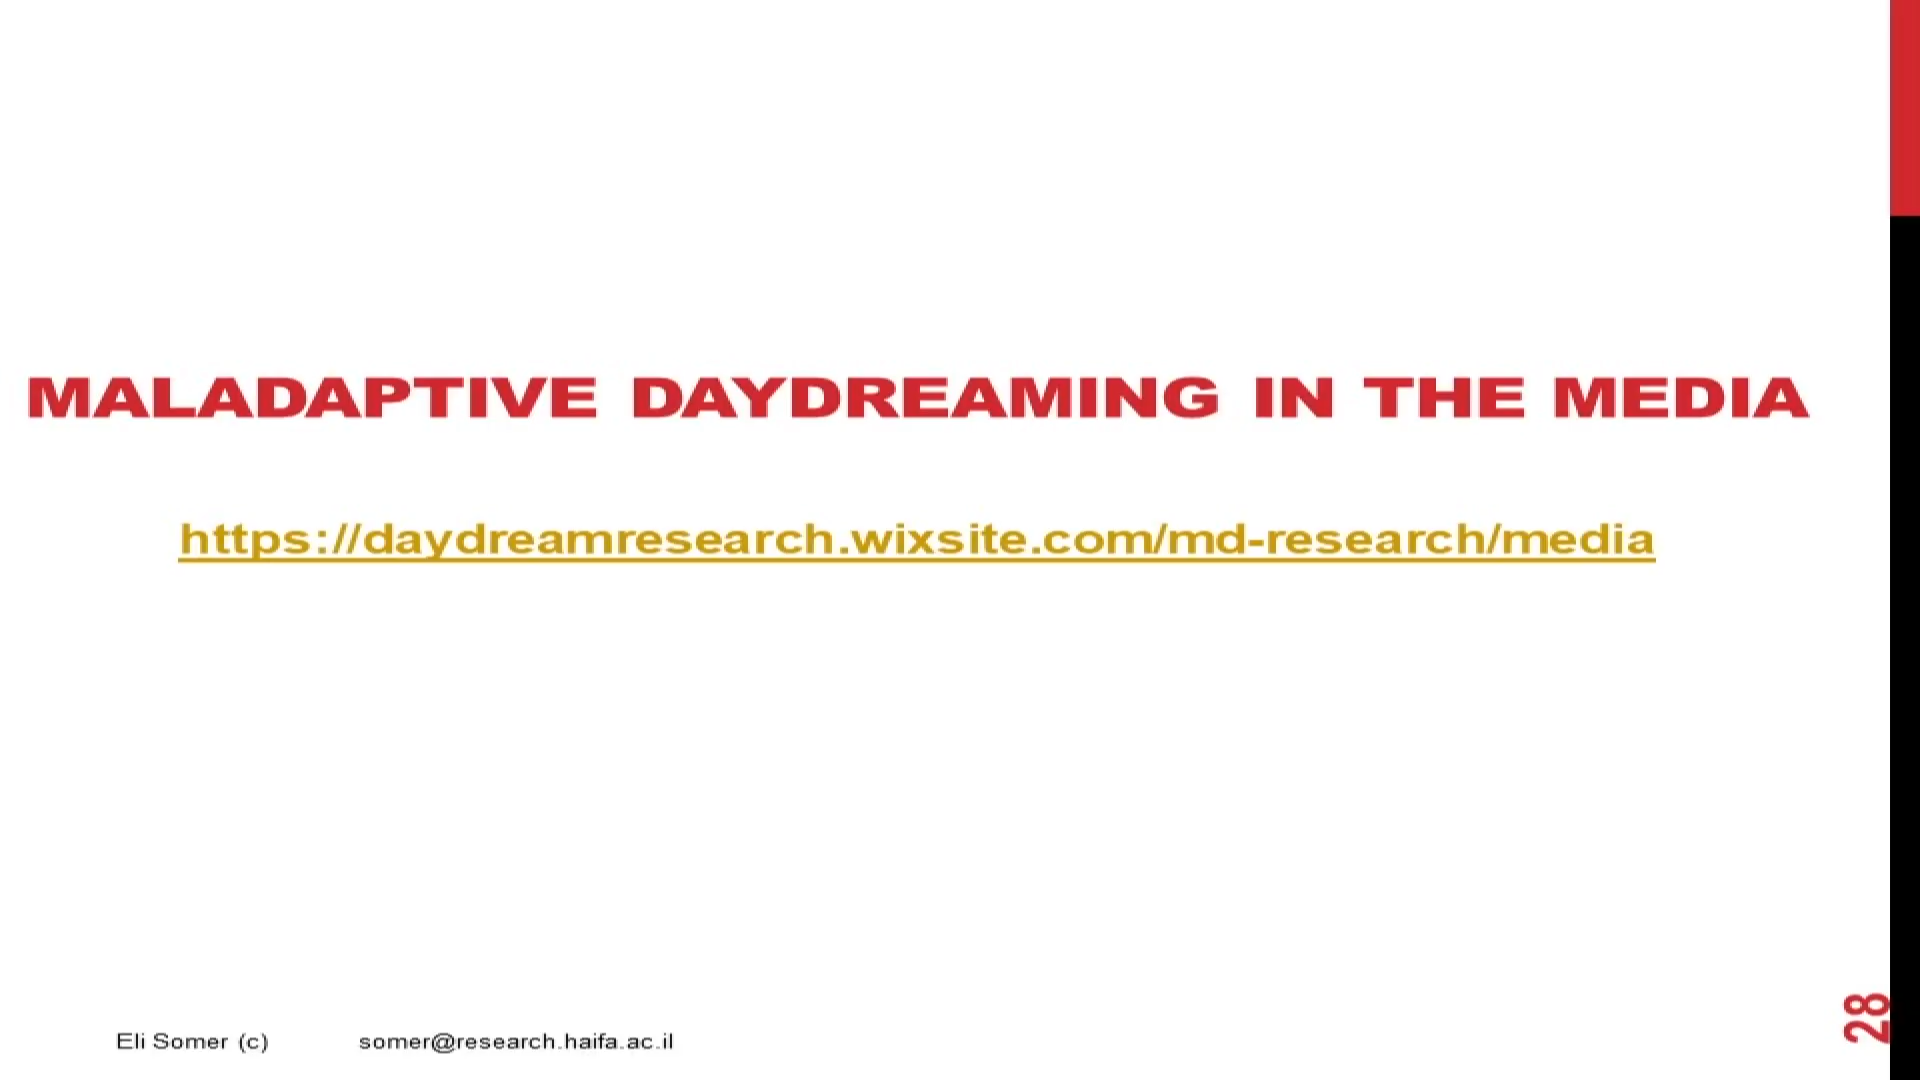 MALADAPTIVE DAYDREAMING IN THE MEDIA
https://daydreamresearch.wixsite.com/md-research/media
Eli Somer (c) somer@research.haifa.ac.il
28